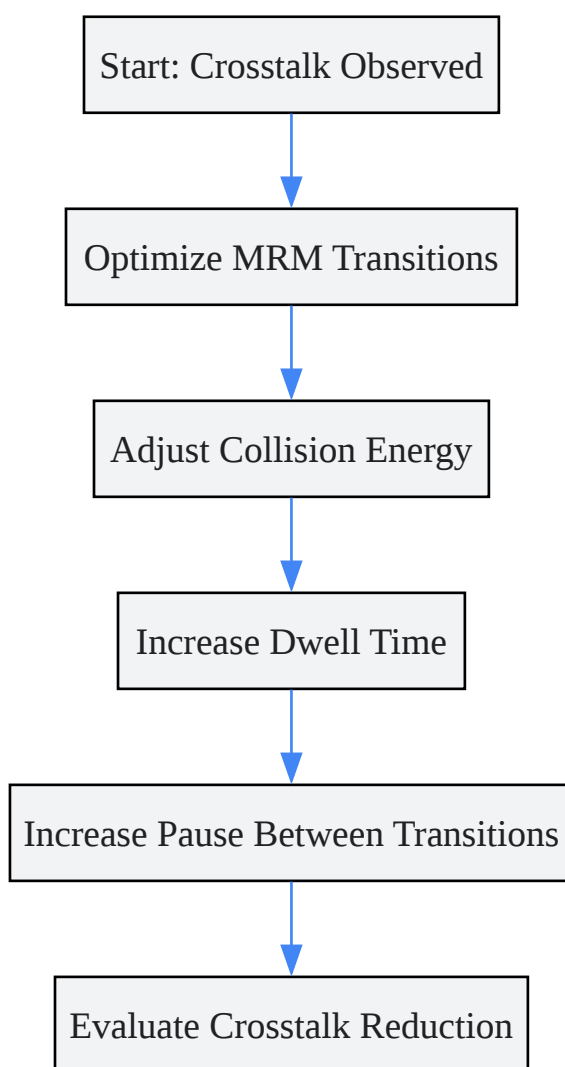 Start: Crosstalk Observed
Optimize MRM Transitions
Adjust Collision Energy
Increase Dwell Time
Increase Pause Between Transitions
Evaluate Crosstalk Reduction